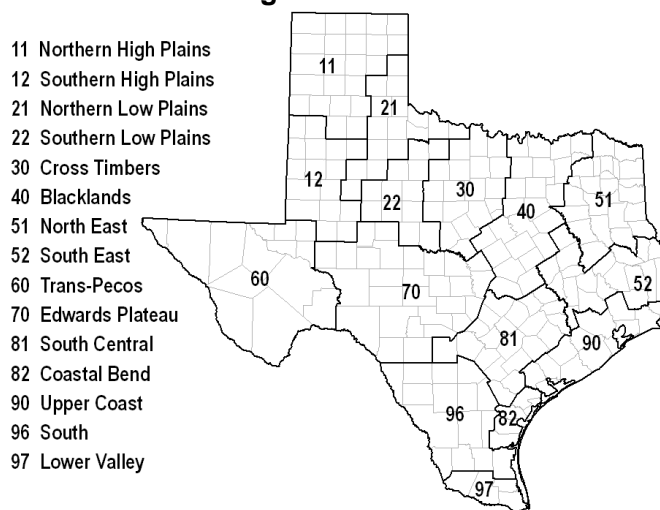 11 Northern High Plains
12 Southern High Plains
21 Northern Low Plains
22 Southern Low Plains
30 Cross Timbers
40 Blacklands
51 North East
52 South East
60 Trans-Pecos
70 Edwards Plateau
81 South Central
82 Coastal Bend
90 Upper Coast
96 South
97 Lower Valley
11
21
12
22
30
40
51
52
60
70
81
90
96
82
97